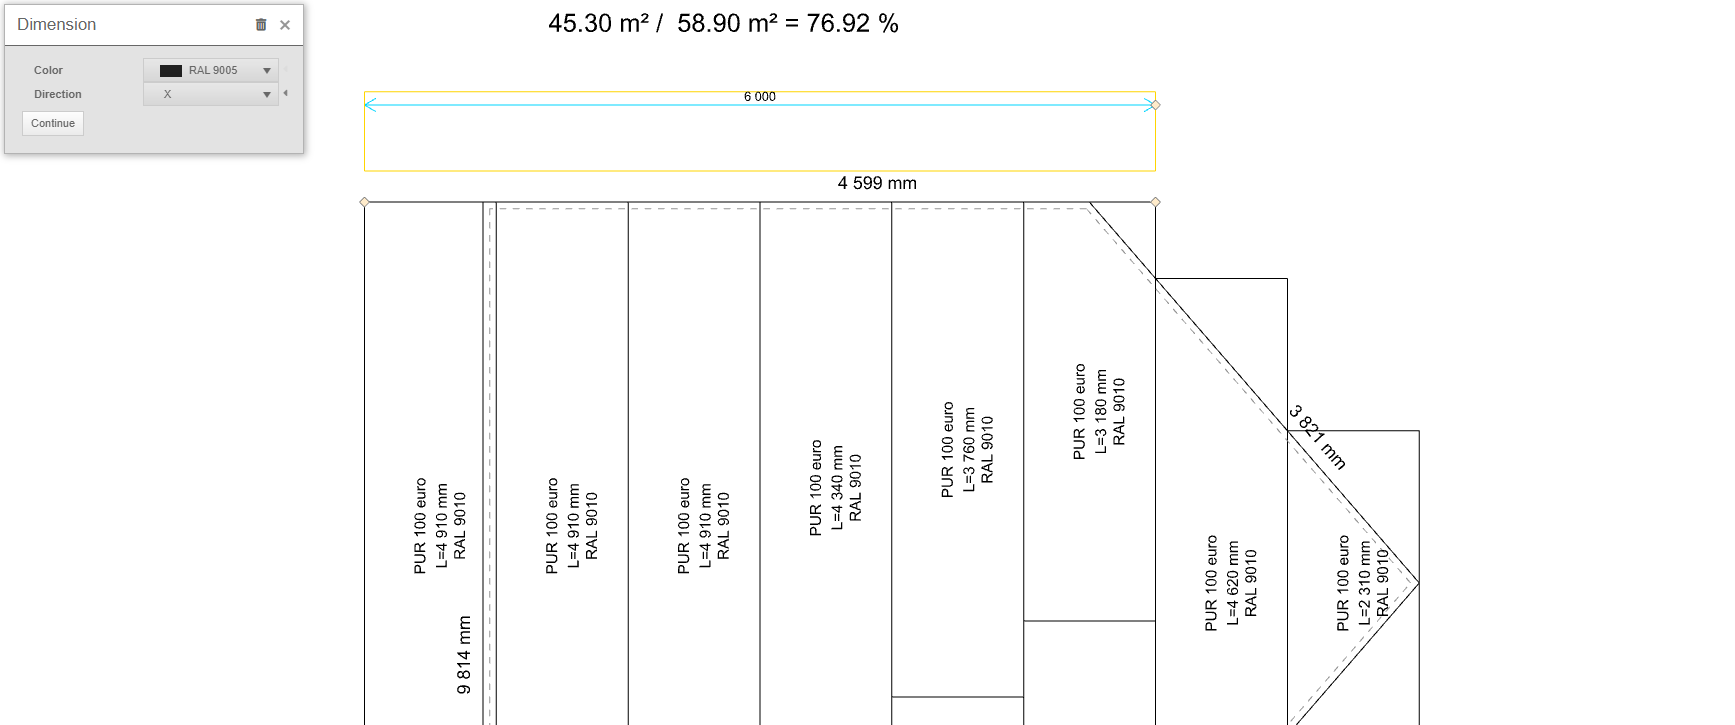 Dimension
45.30 m² /  58.90 m² = 76.92 %
Color
RAL 9005
Direction
X
Continue
6 000
4 599 mm
PUR 100 euro
L=4 910 mm
RAL 9010
PUR 100 euro
L=4 910 mm
RAL 9010
PUR 100 euro
L=4 910 mm
RAL 9010
PUR 100 euro
L=4 340 mm
RAL 9010
PUR 100 euro
L=3 760 mm
RAL 9010
PUR 100 euro
L=3 180 mm
RAL 9010
3 821 mm
PUR 100 euro
L=4 620 mm
RAL 9010
PUR 100 euro
L=2 310 mm
RAL 9010
9 814 mm